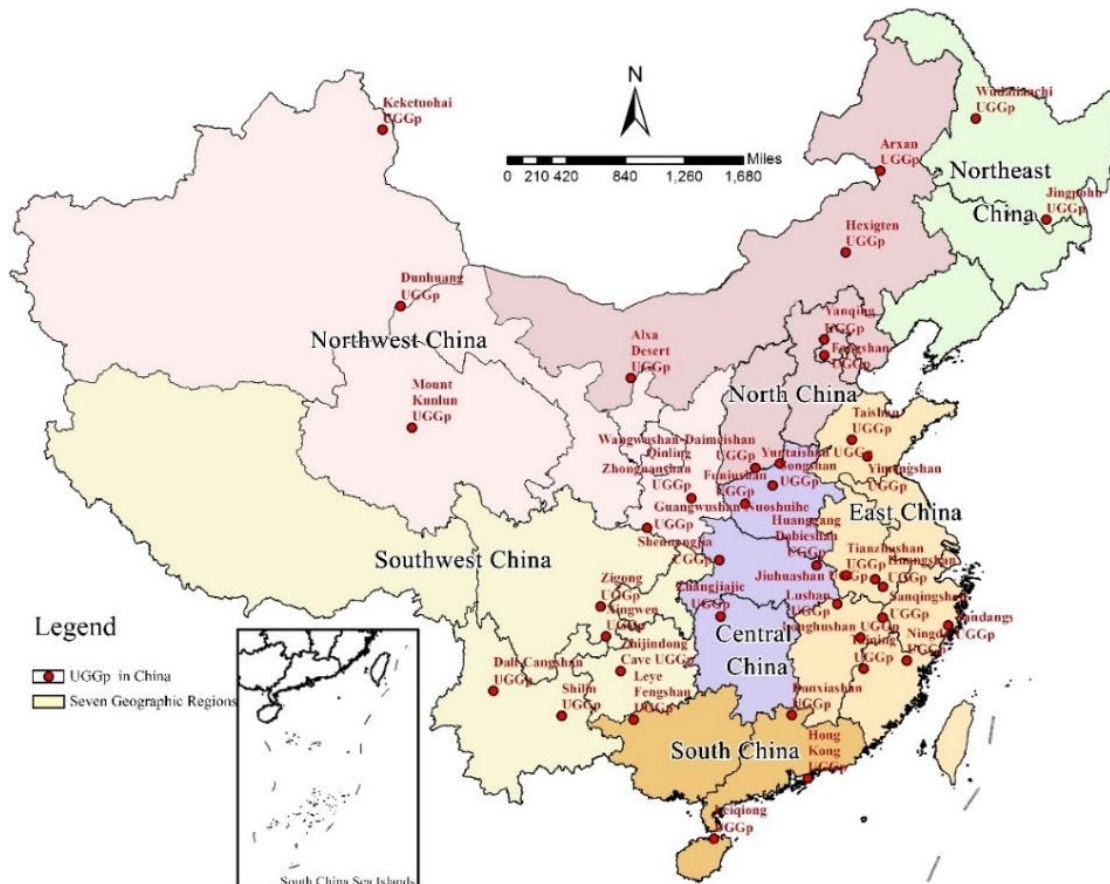 N
Miles
0 210 420 840 1,260 1,680
Keketuohai
UGGp
Wudalianchi
UGGp
Arxan
UGGp
Northeast
China
Jingpohu
UGGp
Hexigten
UGGp
Dunhuang
UGGp
Northwest China
Yanqing
UGGp
Fangshan
UGGp
Alxa
Desert
UGGp
North China
Mount
Kunlun
UGGp
Taishan
UGGp
Wangwushan-Daimeishan
UGGp
Yuntaishan UGGp
Yimengshan
UGGp
Qinling
Zhongnanshan
UGGp
Funiushan
UGGp
Songshan
UGGp
East China
Guangwushan-Nuoshuihe
UGGp
Huanggang
Dabieshan
UGGp
Shennongjia
UGGp
Southwest China
Tianzhushan
UGGp
Huangshan
UGGp
Jiuhuashan UGGp
Zigong
UGGp
Zhangjiajie
UGGp
Lushan
UGGp
Sanqingshan
UGGp
Xingwen
UGGp
Central
China
Longhushan
UGGp
Yandangs
UGGp
Taining
UGGp
Ningde
UGGp
Zhijindong
Cave UGGp
Legend
UGGp in China
Seven Geographic Regions
Dali-Cangshan
UGGp
Shilin
UGGp
Leye
Fengshan
UGGp
Danxiashan
UGGp
South China
Hong
Kong
UGGp
Leiqiong
UGGp
South China Sea Islands